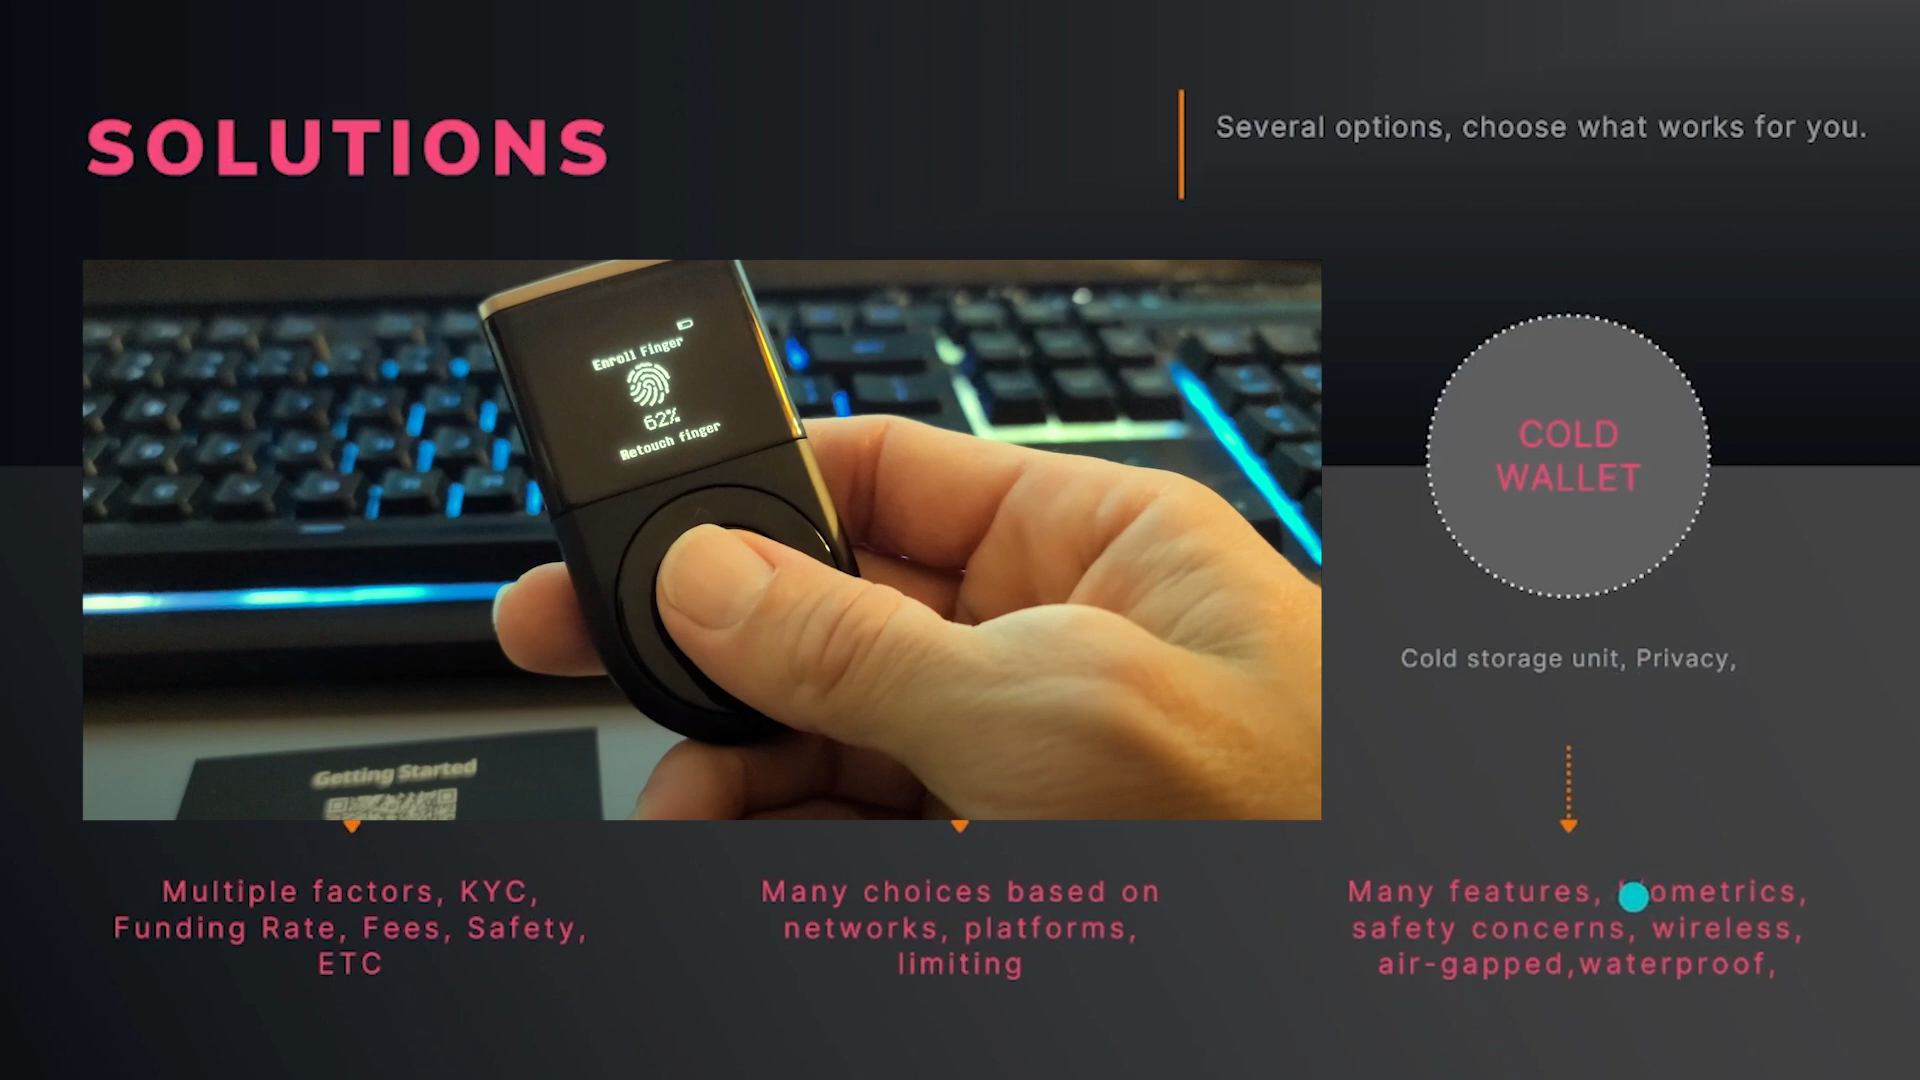 SOLUTIONS
Several options, choose what works for you.
Enroll Finger
62%
Retouch finger
Getting Started
COLD
WALLET
Cold storage unit, Privacy,
Multiple factors, KYC,
Funding Rate, Fees, Safety,
ETC
Many choices based on
networks, platforms,
limiting
Many features,
safety concerns, wireless,
air-gapped,waterproof,